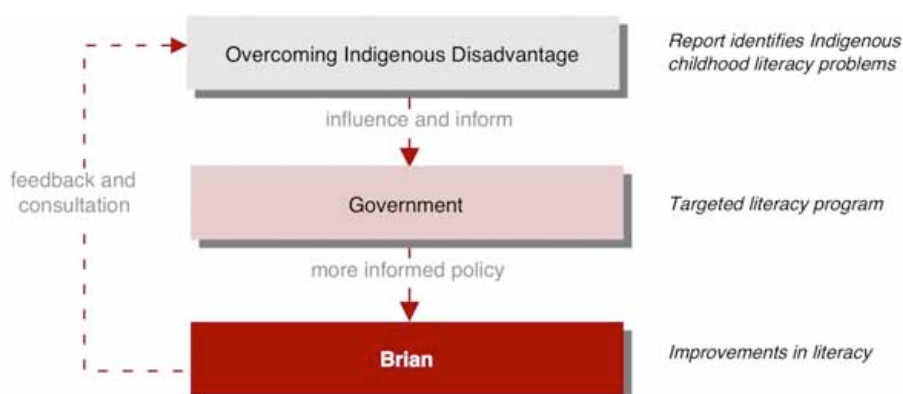 Overcoming Indigenous Disadvantage
Report identifies Indigenous
childhood literacy problems
influence and inform
feedback and
consultation
Government
Targeted literacy program
more informed policy
Brian
Improvements in literacy